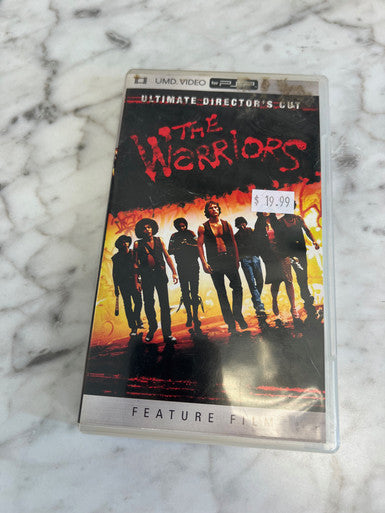 UMD VIDEO for PSP
ULTIMATE DIRECTOR'S CUT
THE
WARRIORS
$ 19.99
FEATURE FILM